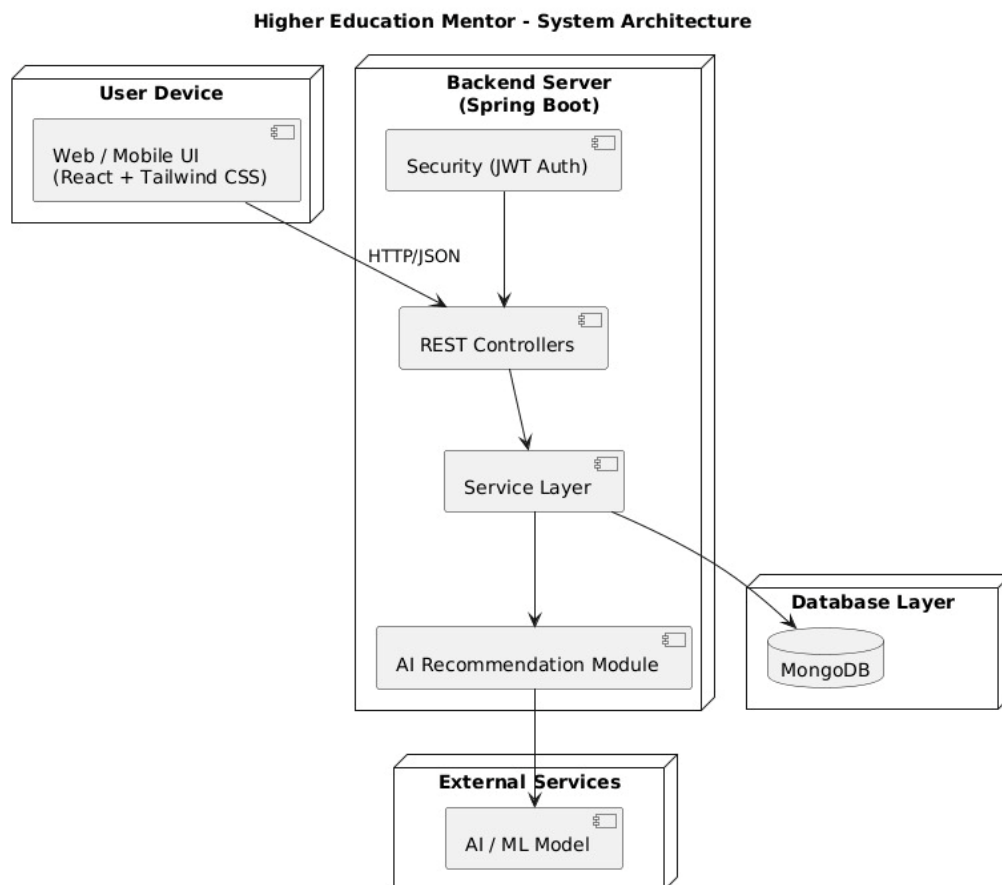 Higher Education Mentor - System Architecture
User Device
Web / Mobile UI
(React + Tailwind CSS)
Backend Server
(Spring Boot)
Security (JWT Auth)
HTTP/JSON
REST Controllers
Service Layer
AI Recommendation Module
Database Layer
MongoDB
External Services
AI / ML Model